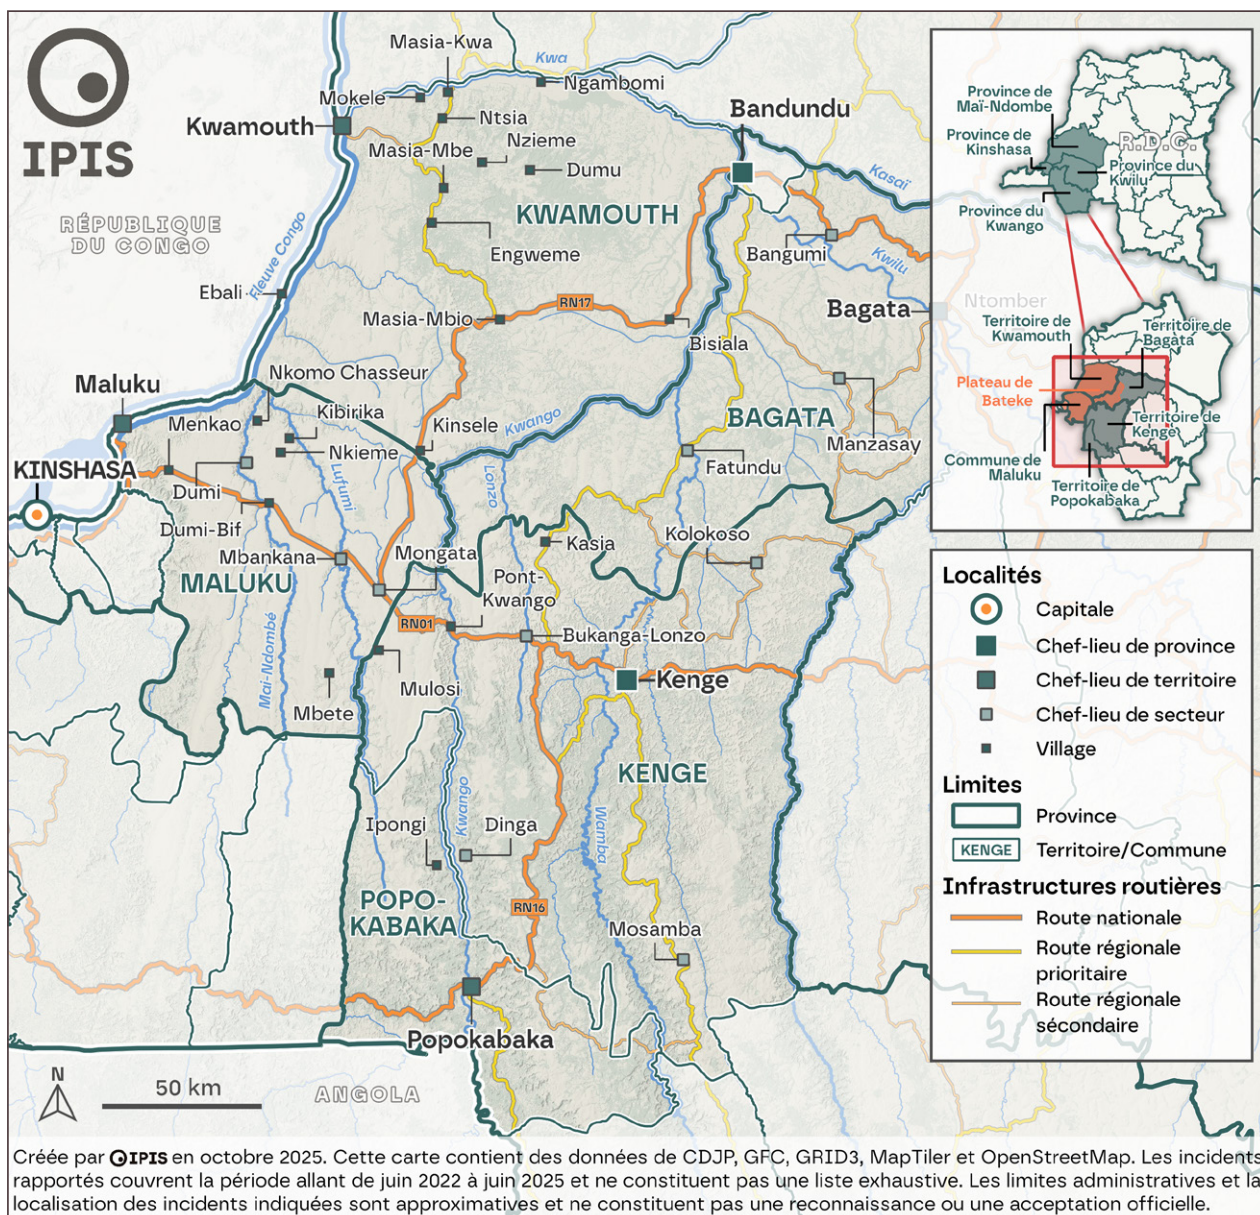 IPIS
Masia-Kwa
Kwa
Ngambomi
Mokele
Kwamouth
Ntsia
Nzieme
Masia-Mbe
Dumu
Bandundu
Kasaï
RÉPUBLIQUE
DU CONGO
KWAMOUTH
Engweme
Bangumi
Kwilu
Fleuve Congo
Ebali
RN17
Masia-Mbio
Bisiala
Bagata
Ntomber
Maluku
Nkomo Chasseur
Menkao
Kibirika
Kinsele
Kwango
BAGATA
Manzasay
Nkieme
KINSHASA
Dumi
Lufumi
Lonzo
Fatundu
Dumi-Bif
Mbankana
Mongata
Kasia
Kolokoso
MALUKU
Pont-
Kwango
RN01
Bukanga-Lonzo
Mai-Ndombé
Mulosi
Mbete
Kenge
KENGE
Ipongi
Kwango
Dinga
Wamba
POPO-
KABAKA
RN16
Mosamba
Popokabaka
N
50 km
ANGOLA
Province de
Maï-Ndombe
Province de
Kinshasa
R.D.C.
Province du
Kwilu
Province du
Kwango
Territoire de
Kwamouth
Territoire de
Bagata
Plateau de
Bateke
Territoire de
Kenge
Commune de
Maluku
Territoire de
Popokabaka
Localités
Capitale
Chef-lieu de province
Chef-lieu de territoire
Chef-lieu de secteur
Village
Limites
Province
KENGE Territoire/Commune
Infrastructures routières
Route nationale
Route régionale
prioritaire
Route régionale
sécondaire
Créée par IPIS en octobre 2025. Cette carte contient des données de CDJP, GFC, GRID3, MapTiler et OpenStreetMap. Les incidents
rapportés couvrent la période allant de juin 2022 à juin 2025 et ne constituent pas une liste exhaustive. Les limites administratives et la
localisation des incidents indiquées sont approximatives et ne constituent pas une reconnaissance ou une acceptation officielle.